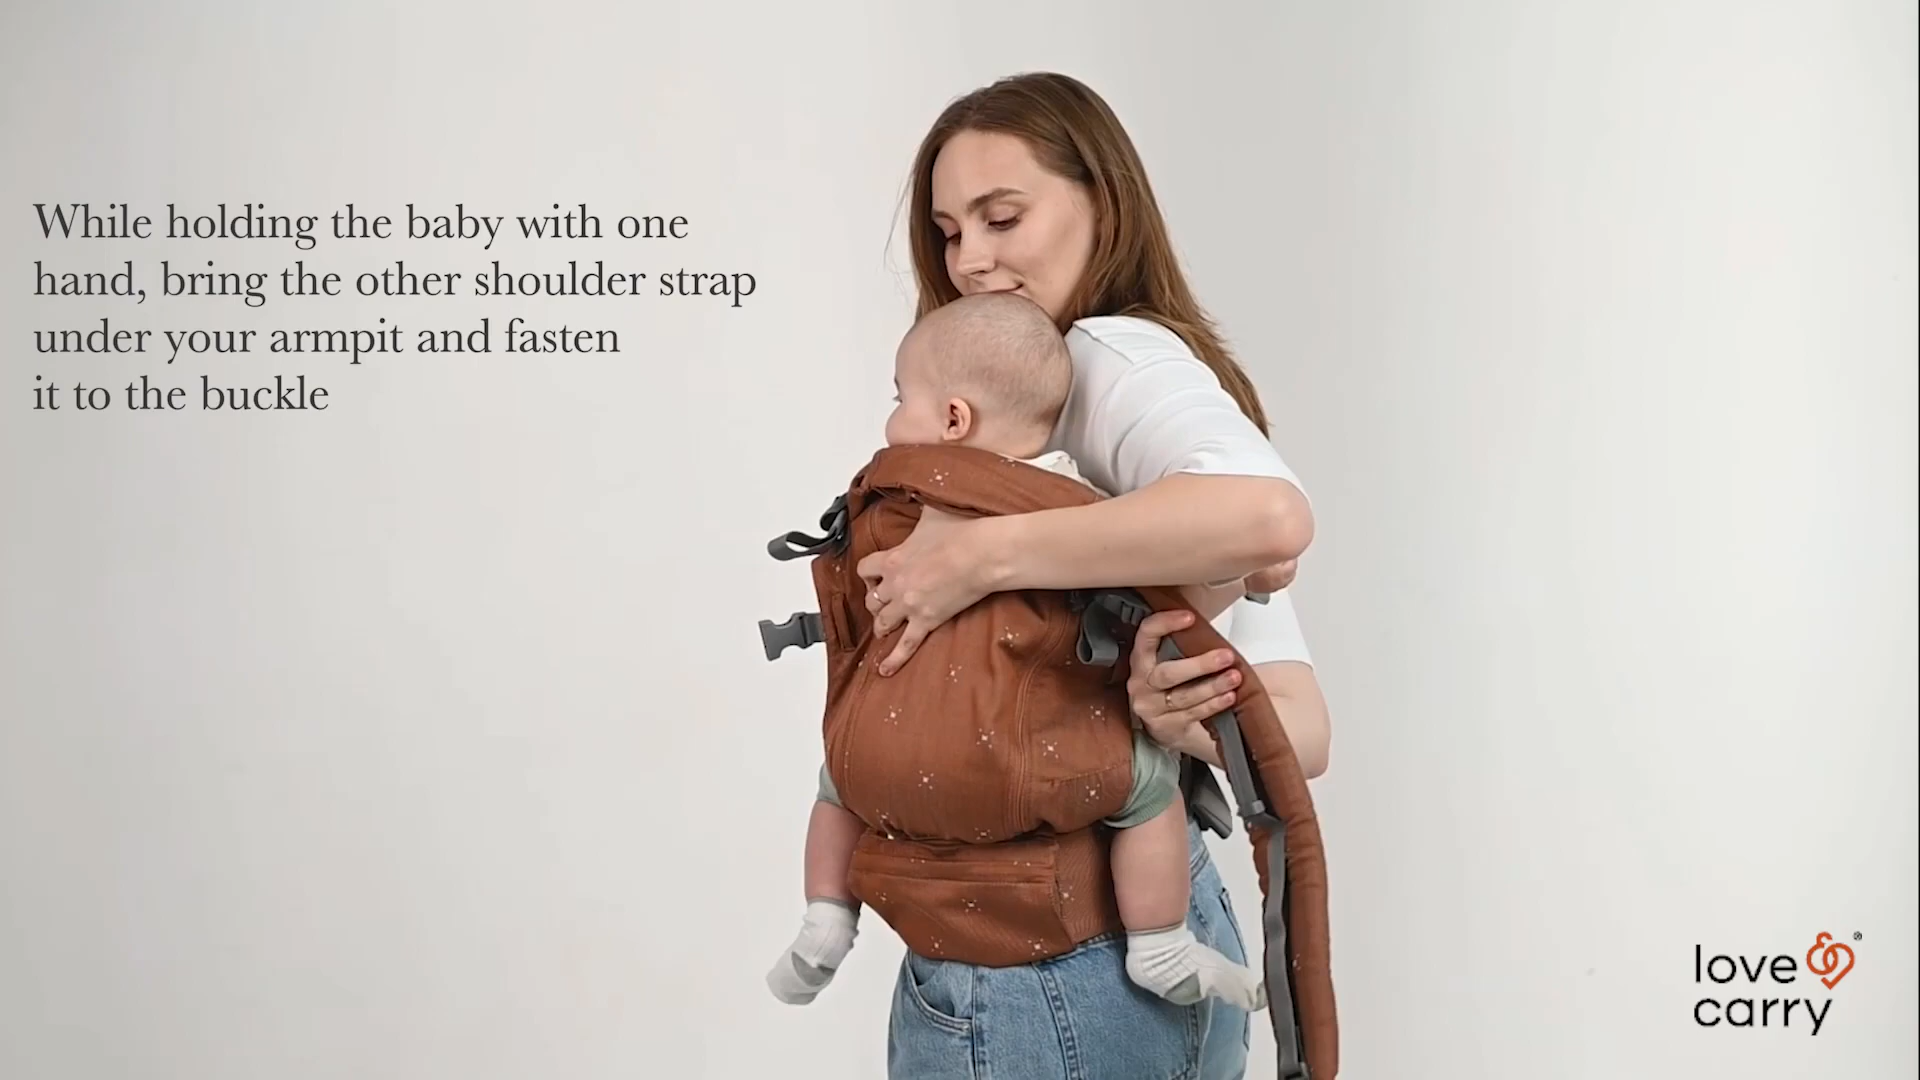 While holding the baby with one
hand, bring the other shoulder strap
under your armpit and fasten
it to the buckle
love
carry